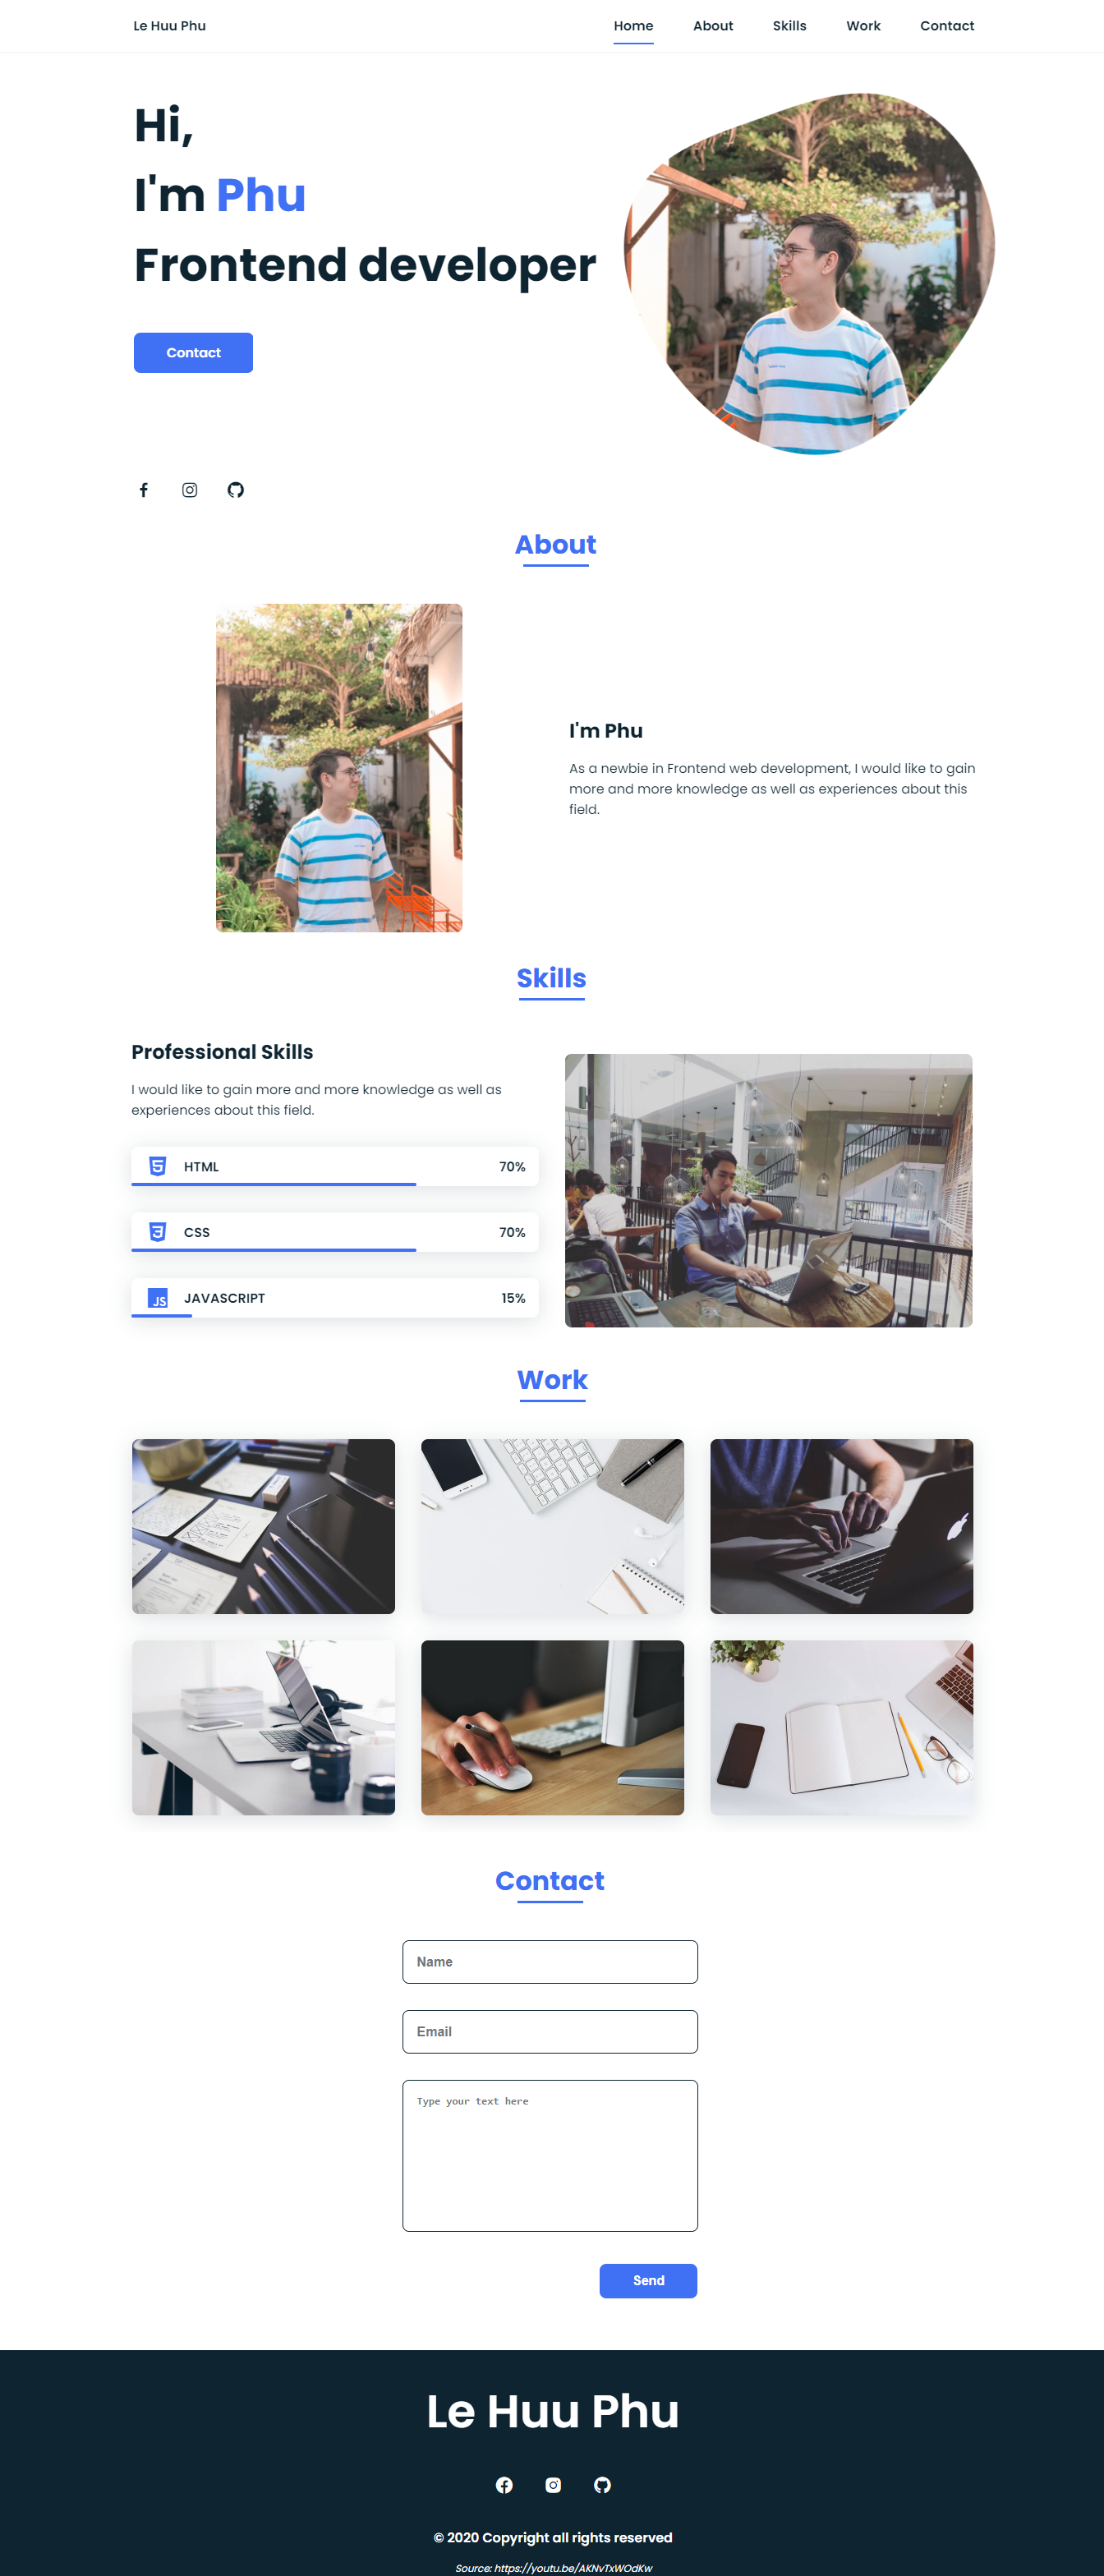 Le Huu Phu
Home
About
Skills
Work
Contact
Hi,
I'm Phu
Frontend developer
Contact
About
I'm Phu
As a newbie in Frontend web development, I would like to gain
more and more knowledge as well as experiences about this
field.
Skills
Professional Skills
I would like to gain more and more knowledge as well as
experiences about this field.
HTML 70%
CSS 70%
JS JAVASCRIPT 15%
Work
Contact
Name
Email
Type your text here
Send
Le Huu Phu
© 2020 Copyright all rights reserved
Source: https://youtu.be/AKNvTxWOdKw